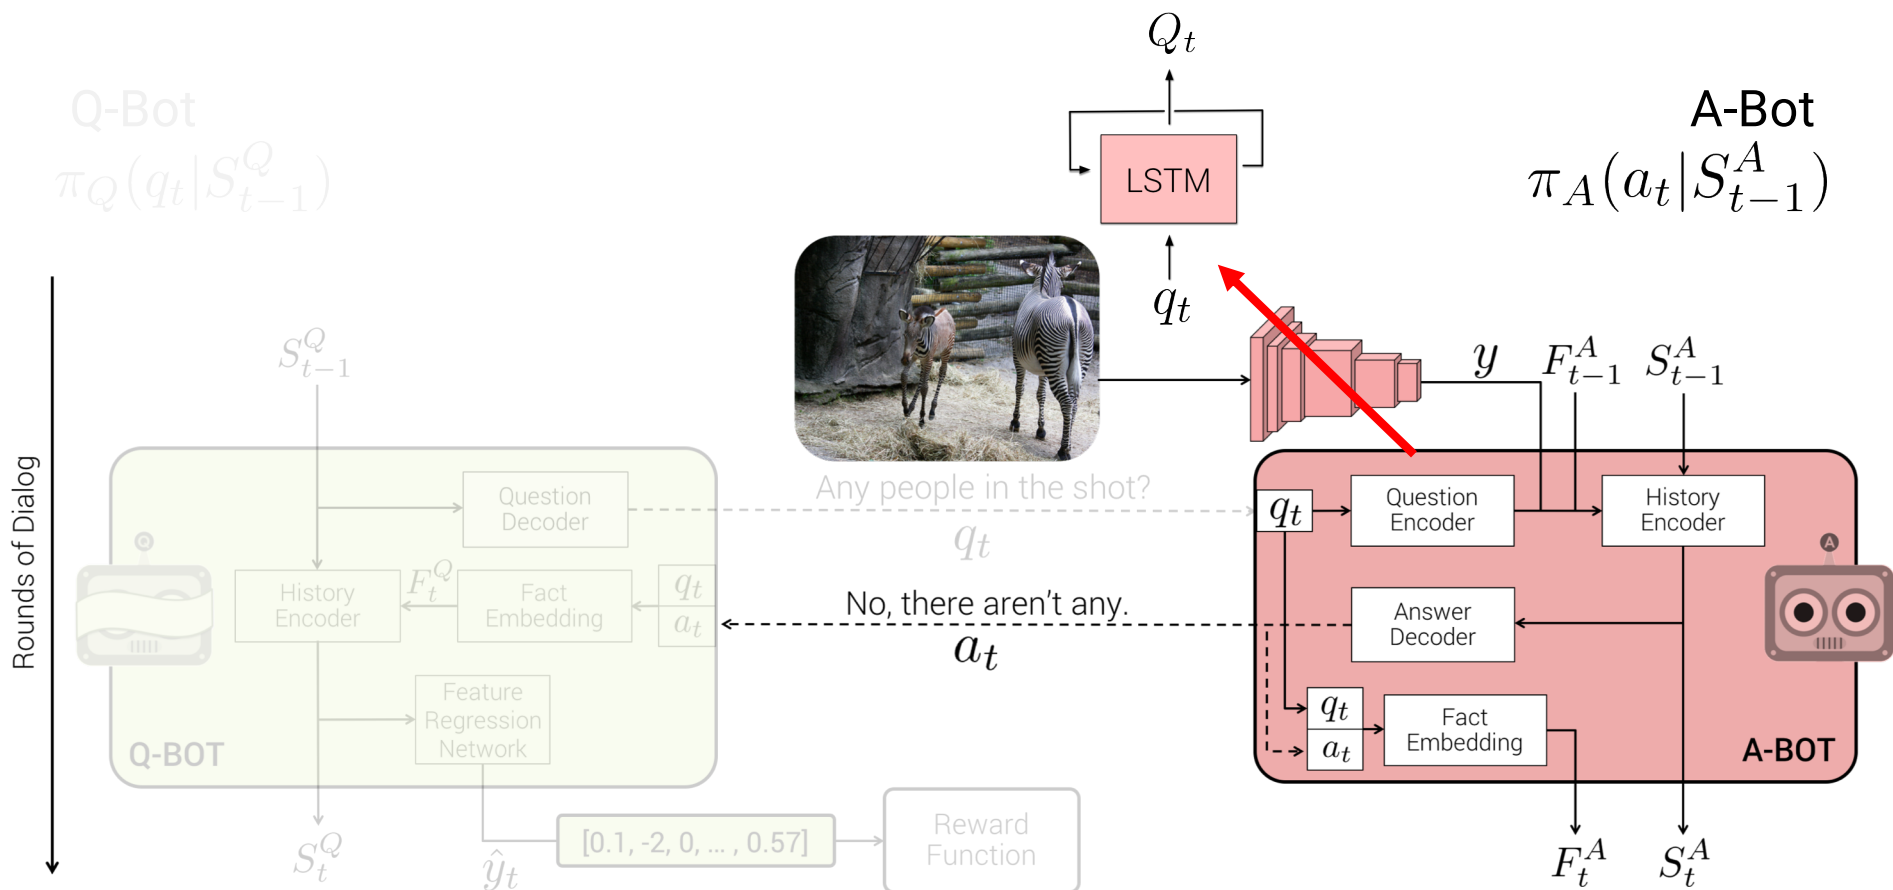 Q_t
Q-Bot
π_Q(q_t|S^Q_{t-1})
A-Bot
π_A(a_t|S^A_{t-1})
LSTM
q_t
S^Q_{t-1}
y
F^A_{t-1}
S^A_{t-1}
Rounds of Dialog
Question
Decoder
Any people in the shot?
q_t
q_t
Question
Encoder
History
Encoder
Q
A
History
Encoder
F^Q_t
Fact
Embedding
q_t
a_t
No, there aren't any.
a_t
Answer
Decoder
Feature
Regression
Network
Q-BOT
q_t
a_t
Fact
Embedding
A-BOT
S^Q_t
ŷ_t
[0.1, -2, 0, ... , 0.57]
Reward
Function
F^A_t
S^A_t